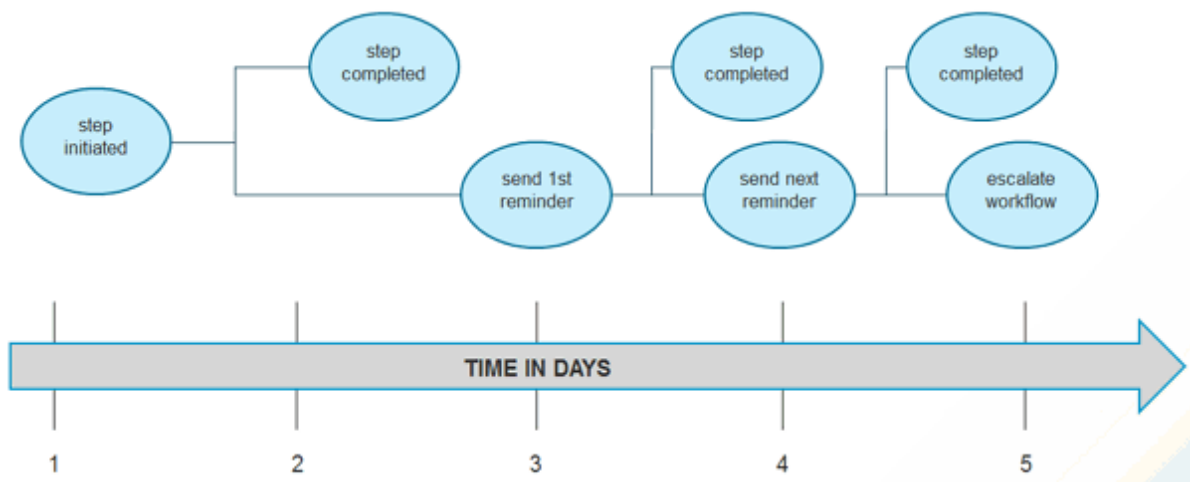 step
completed
step
completed
step
completed
step
initiated
send 1st
reminder
send next
reminder
escalate
workflow
TIME IN DAYS
1
2
3
4
5